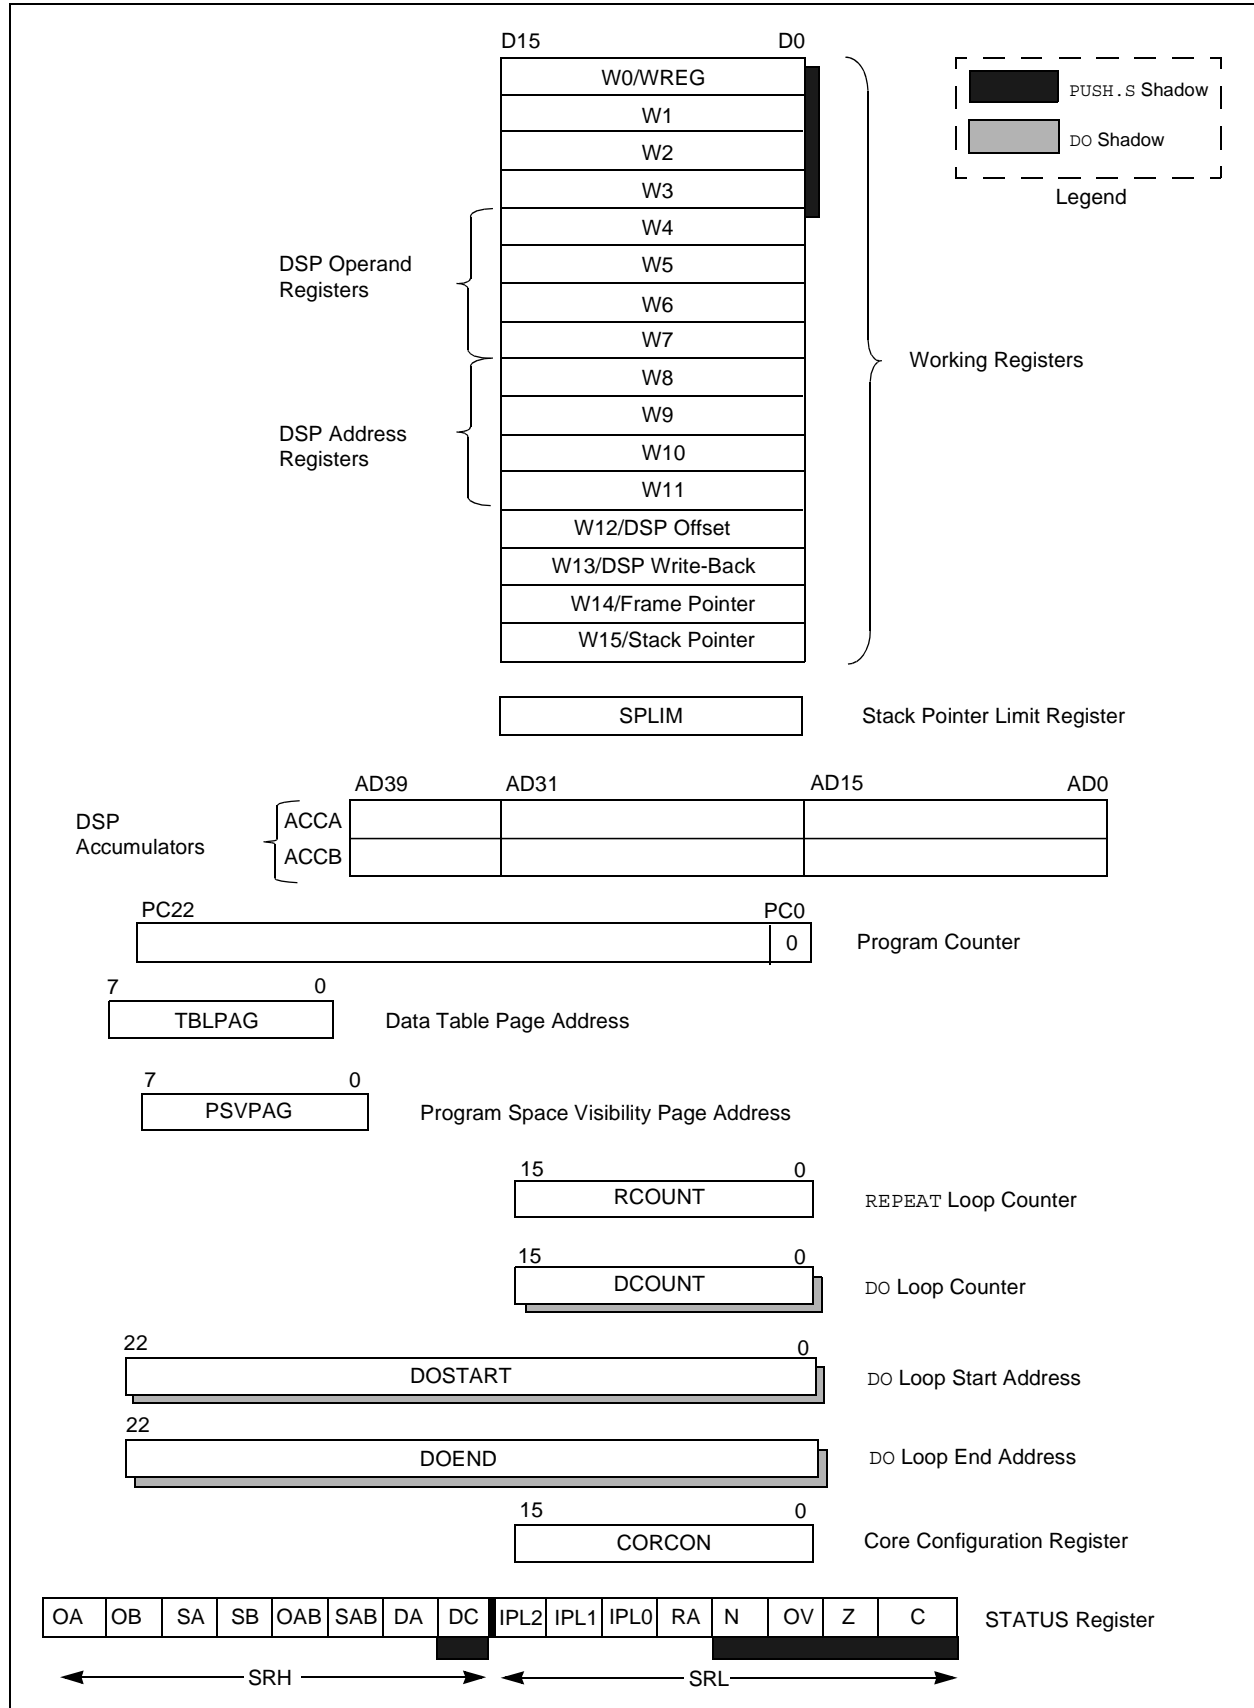 D15 D0
W0/WREG
W1
W2
W3
W4
W5
W6
W7
W8
W9
W10
W11
W12/DSP Offset
W13/DSP Write-Back
W14/Frame Pointer
W15/Stack Pointer
PUSH.S Shadow
DO Shadow
Legend
DSP Operand
Registers
DSP Address
Registers
Working Registers
SPLIM Stack Pointer Limit Register
AD39 AD31 AD15 AD0
DSP
Accumulators
ACCA
ACCB
PC22 PC0
0 Program Counter
7 0
TBLPAG Data Table Page Address
7 0
PSVPAG Program Space Visibility Page Address
15 0
RCOUNT REPEAT Loop Counter
15 0
DCOUNT DO Loop Counter
22 0
DOSTART DO Loop Start Address
22
DOEND DO Loop End Address
15 0
CORCON Core Configuration Register
OA OB SA SB OAB SAB DA DC IPL2 IPL1 IPL0 RA N OV Z C STATUS Register
SRH SRL